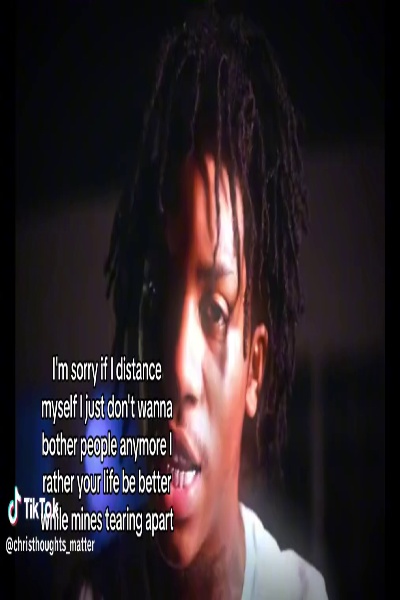 I'm sorry if I distance
myself I just don't wanna
bother people anymore I
rather your life be better
while mines tearing apart
TikTok
@christhoughts_matter